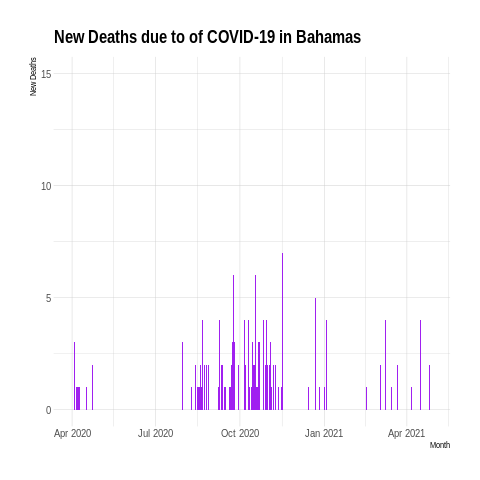 New Deaths due to of COVID-19 in Bahamas
New Deaths
15
10
5
0
Apr 2020 Jul 2020 Oct 2020 Jan 2021 Apr 2021
Month